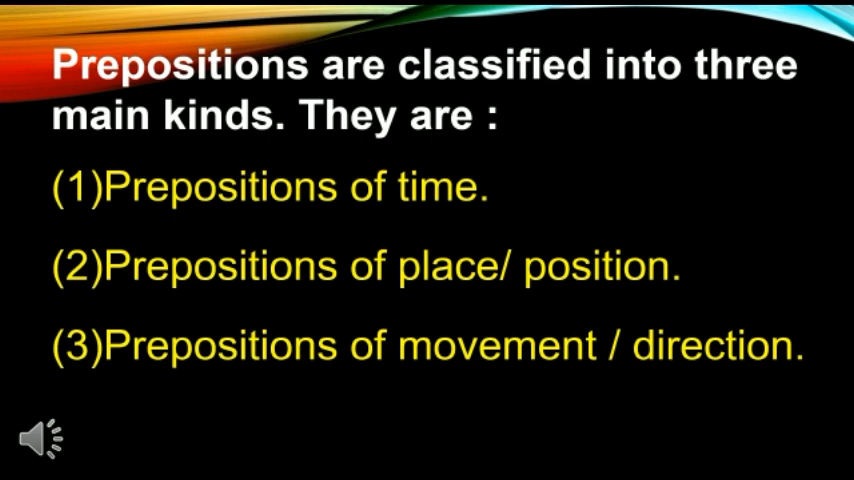 Prepositions are classified into three
main kinds. They are :
(1)Prepositions of time.
(2)Prepositions of place/ position.
(3)Prepositions of movement / direction.